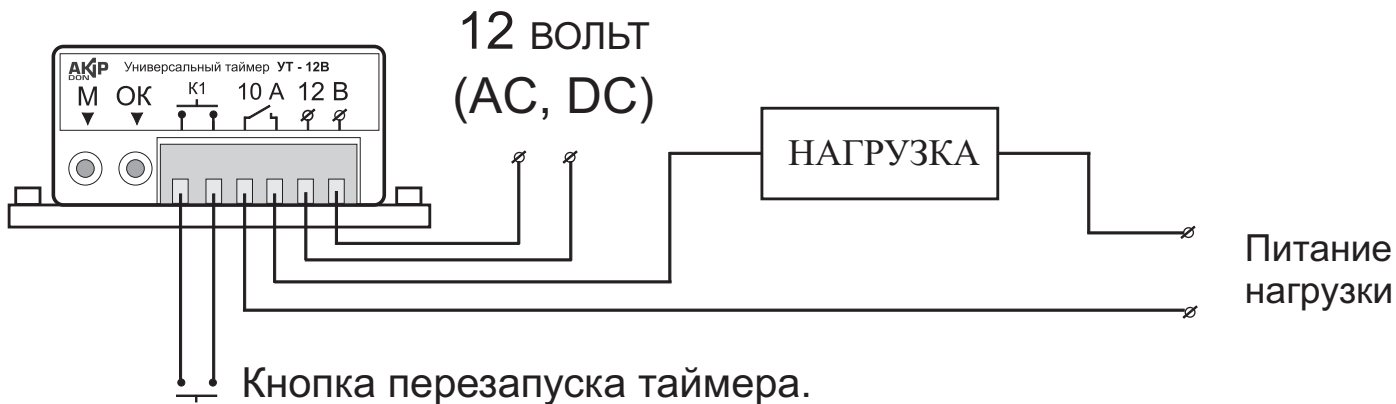 12 ВОЛЬТ
(AC, DC)
AKIP
DON
Универсальный таймер УТ - 12В
М ОК К1 10 А 12 В
НАГРУЗКА
Питание
нагрузки
Кнопка перезапуска таймера.